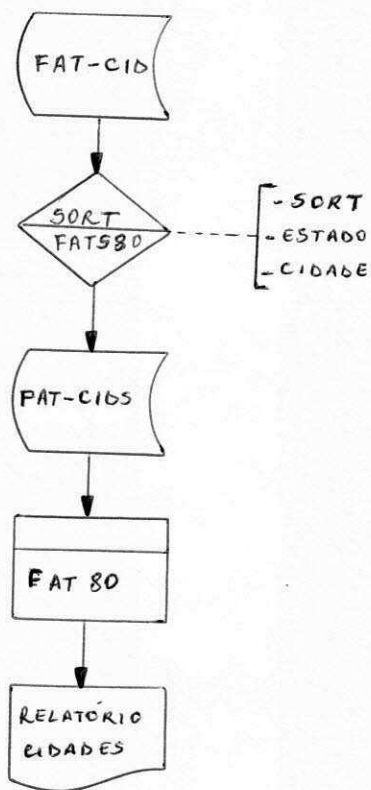 FAT-CID
SORT
FATS80
- SORT
- ESTADO
- CIDADE
FAT-CIDS
FAT 80
RELATÓRIO
CIDADES